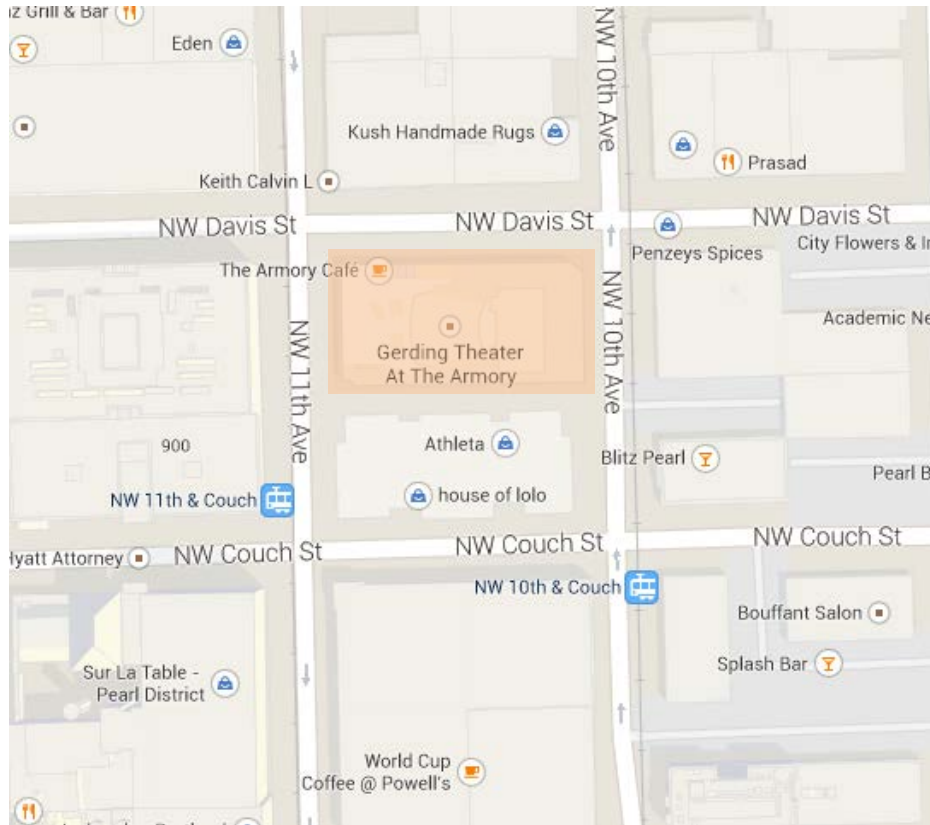 z Grill & Bar
Eden
NW 10th Ave
Kush Handmade Rugs
Prasad
Keith Calvin L
NW Davis St
NW Davis St
NW Davis St
Penzeys Spices
City Flowers &
The Armory Café
NW 10th Ave
Academic
Gerding Theater
At The Armory
NW 11th Ave
900
Athleta
Blitz Pearl
Pearl
NW 11th & Couch
house of lolo
Attorney
NW Couch St
NW Couch St
NW Couch St
NW 10th & Couch
Bouffant Salon
Splash Bar
Sur La Table -
Pearl District
World Cup
Coffee @ Powell's